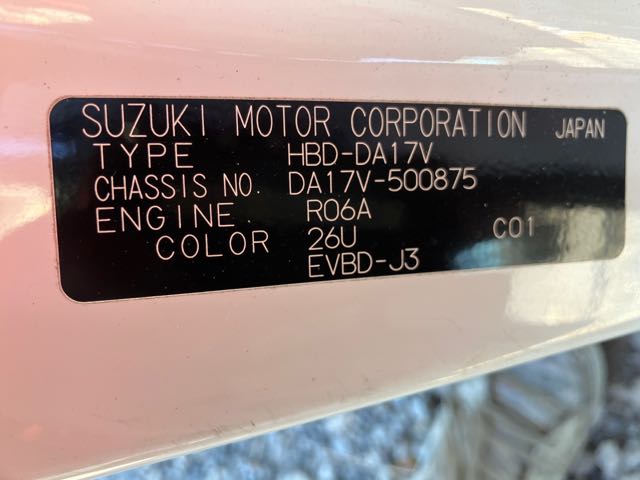 SUZUKI MOTOR CORPORATION JAPAN
TYPE HBD-DA17V
CHASSIS NO. DA17V-500875
ENGINE R06A
COLOR 26U C01
EVBD-J3